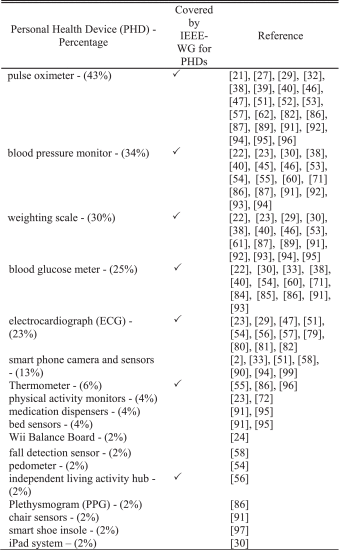 Personal Health Device (PHD) -
Percentage
Covered
by
IEEE-
WG for
PHDs
Reference
pulse oximeter - (43%) ✓ [21], [27], [29], [32],
[38], [39], [40], [46],
[47], [51], [52], [53],
[57], [62], [82], [86],
[87], [89], [91], [92],
[94], [95], [96]
blood pressure monitor - (34%) ✓ [22], [23], [30], [38],
[40], [45], [46], [53],
[54], [55], [60], [71]
[86], [87], [91], [92],
[93], [94]
weighting scale - (30%) ✓ [22], [23], [29], [30],
[38], [40], [46], [53],
[61], [87], [89], [91],
[92], [93], [94], [95]
blood glucose meter - (25%) ✓ [22], [30], [33], [38],
[40], [54], [60], [71],
[84], [85], [86], [91],
[93]
electrocardiograph (ECG) - ✓ [23], [29], [47], [51],
(23%) [54], [56], [57], [79],
[80], [81], [82]
smart phone camera and sensors [2], [33], [51], [58],
- (13%) [90], [94], [99]
Thermometer - (6%) ✓ [55], [86], [96]
physical activity monitors - (4%) [23], [72]
medication dispensers - (4%) [91], [95]
bed sensors - (4%) [91], [95]
Wii Balance Board - (2%) [24]
fall detection sensor - (2%) [58]
pedometer - (2%) [54]
independent living activity hub - ✓ [56]
(2%)
Plethysmogram (PPG) - (2%) [86]
chair sensors - (2%) [91]
smart shoe insole - (2%) [97]
iPad system – (2%) [30]